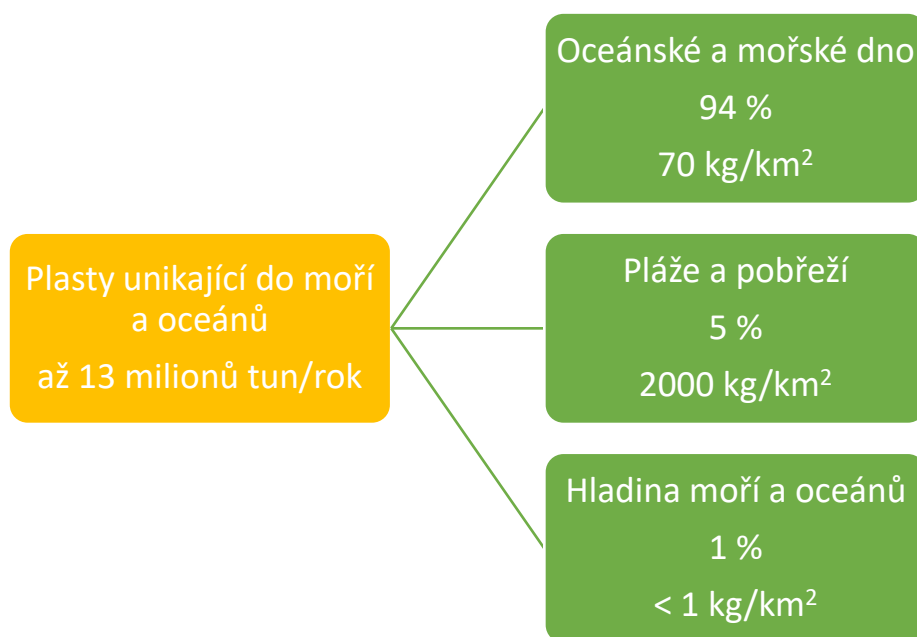 Plasty unikající do moří
a oceánů
až 13 milionů tun/rok
Oceánské a mořské dno
94 %
70 kg/km²
Pláže a pobřeží
5 %
2000 kg/km²
Hladina moří a oceánů
1 %
< 1 kg/km²